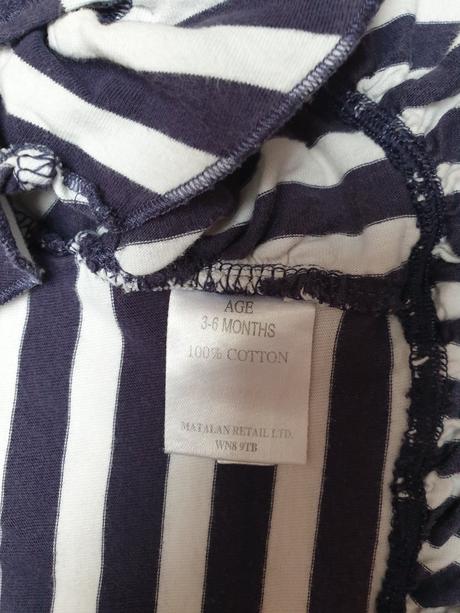 AGE
3-6 MONTHS
100% COTTON
MATALAN RETAIL LTD.
WN8 9TB